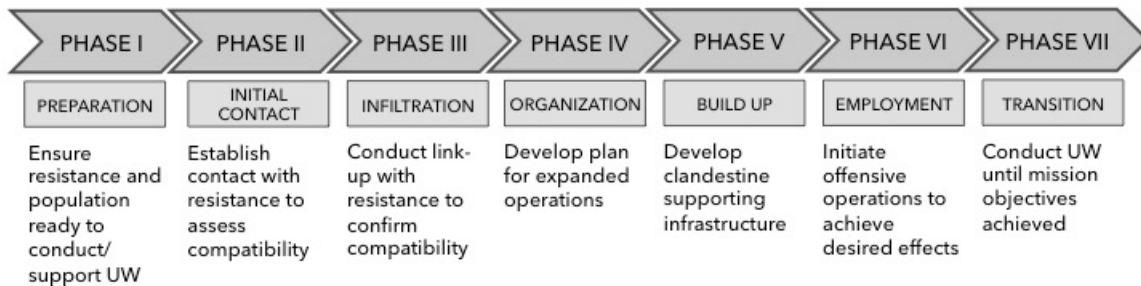 PHASE I
PHASE II
PHASE III
PHASE IV
PHASE V
PHASE VI
PHASE VII
PREPARATION
INITIAL
CONTACT
INFILTRATION
ORGANIZATION
BUILD UP
EMPLOYMENT
TRANSITION
Ensure
resistance and
population
ready to
conduct/
support UW
Establish
contact with
resistance to
assess
compatibility
Conduct link-
up with
resistance to
confirm
compatibility
Develop plan
for expanded
operations
Develop
clandestine
supporting
infrastructure
Initiate
offensive
operations to
achieve
desired effects
Conduct UW
until mission
objectives
achieved